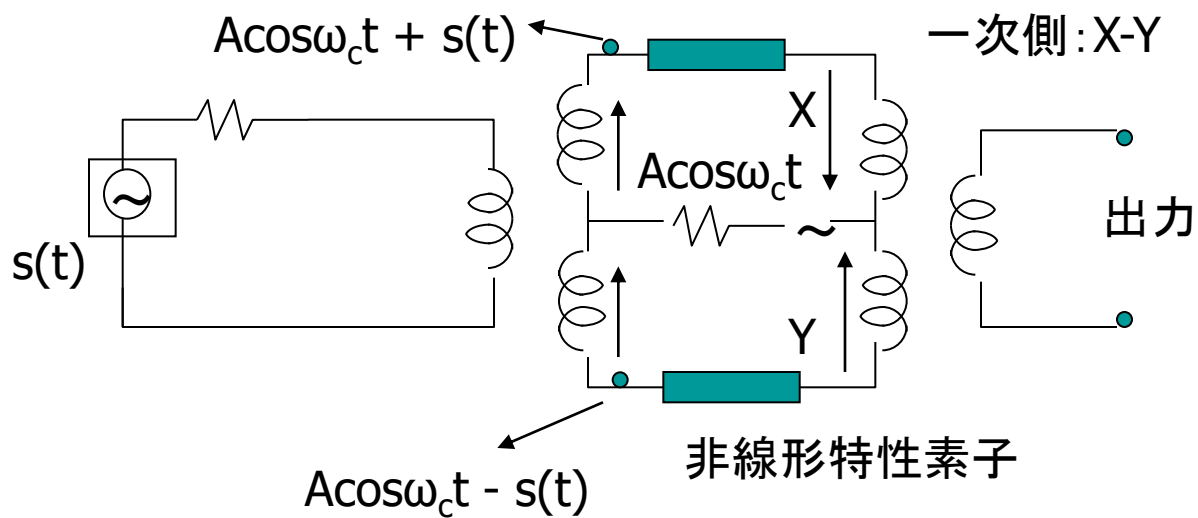 Acosω_ct + s(t)
一次側：X-Y
X
Acosω_ct
~
~
出力
s(t)
Y
非線形特性素子
Acosω_ct - s(t)